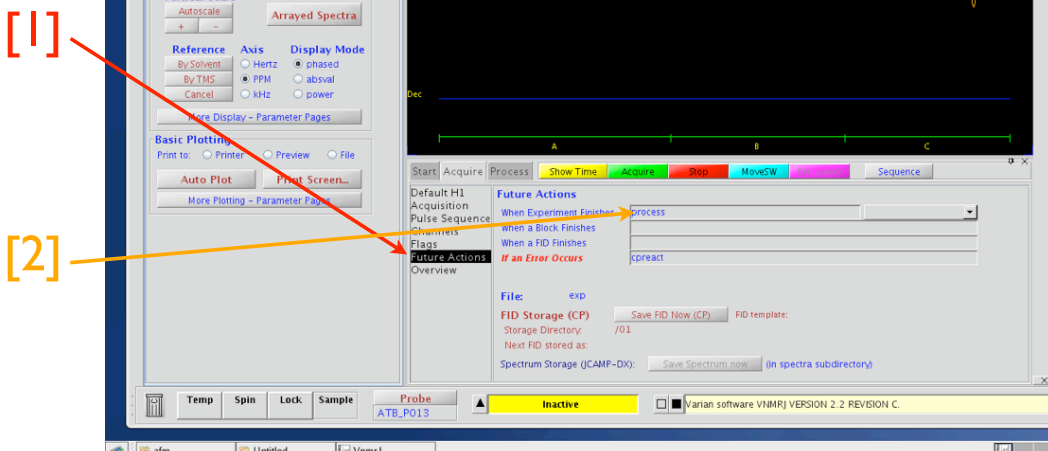 [1]
[2]
Autoscale
+ -
Arrayed Spectra
Reference Axis Display Mode
By Solvent Hertz phased
By TMS PPM absval
Cancel kHz power
More Display - Parameter Pages
Basic Plotting
Print to: Printer Preview File
Auto Plot Print Screen...
More Plotting - Parameter Pages
Dec
A B C
Start Acquire Process Show Time Acquire Stop MoveSW Sequence
Default H1
Acquisition
Pulse Sequence
Channels
Flags
Future Actions
Overview
Future Actions
When Experiment Finishes process
When a Block Finishes
When a FID Finishes
If an Error Occurs cpreact
File: exp
FID Storage (CP) Save FID Now (CP) FID template:
Storage Directory: /01
Next FID stored as:
Spectrum Storage (JCAMP-DX): Save Spectrum now (in spectra subdirectory)
Temp Spin Lock Sample
Probe
ATB_P013
Inactive
Varian software VNMRJ VERSION 2.2 REVISION C.
afm Untitled VnmrJ